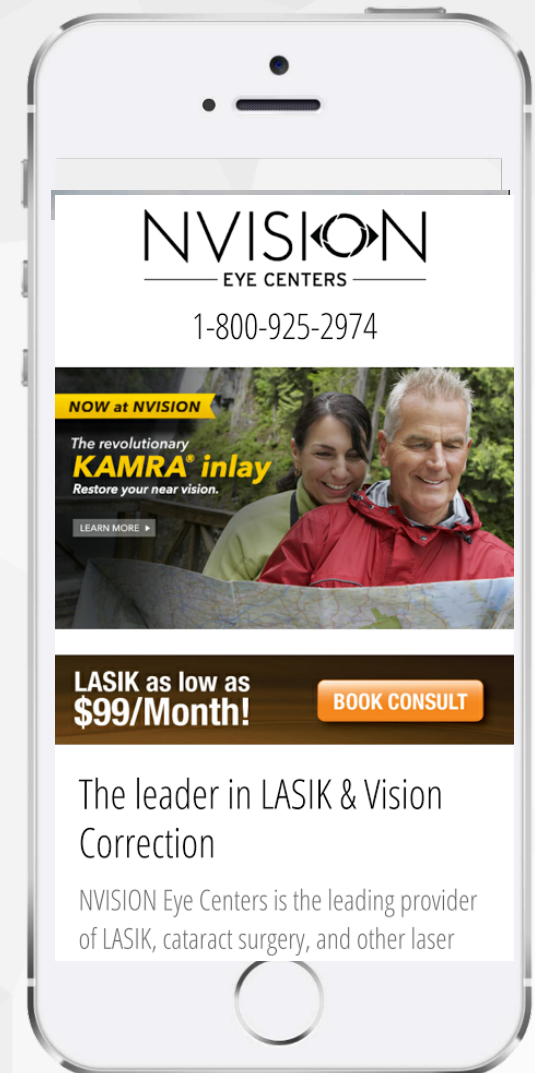 NVISION
EYE CENTERS
1-800-925-2974
NOW at NVISION
The revolutionary
KAMRA® inlay
Restore your near vision.
LEARN MORE
LASIK as low as
$99/Month!
BOOK CONSULT
The leader in LASIK & Vision
Correction
NVISION Eye Centers is the leading provider
of LASIK, cataract surgery, and other laser